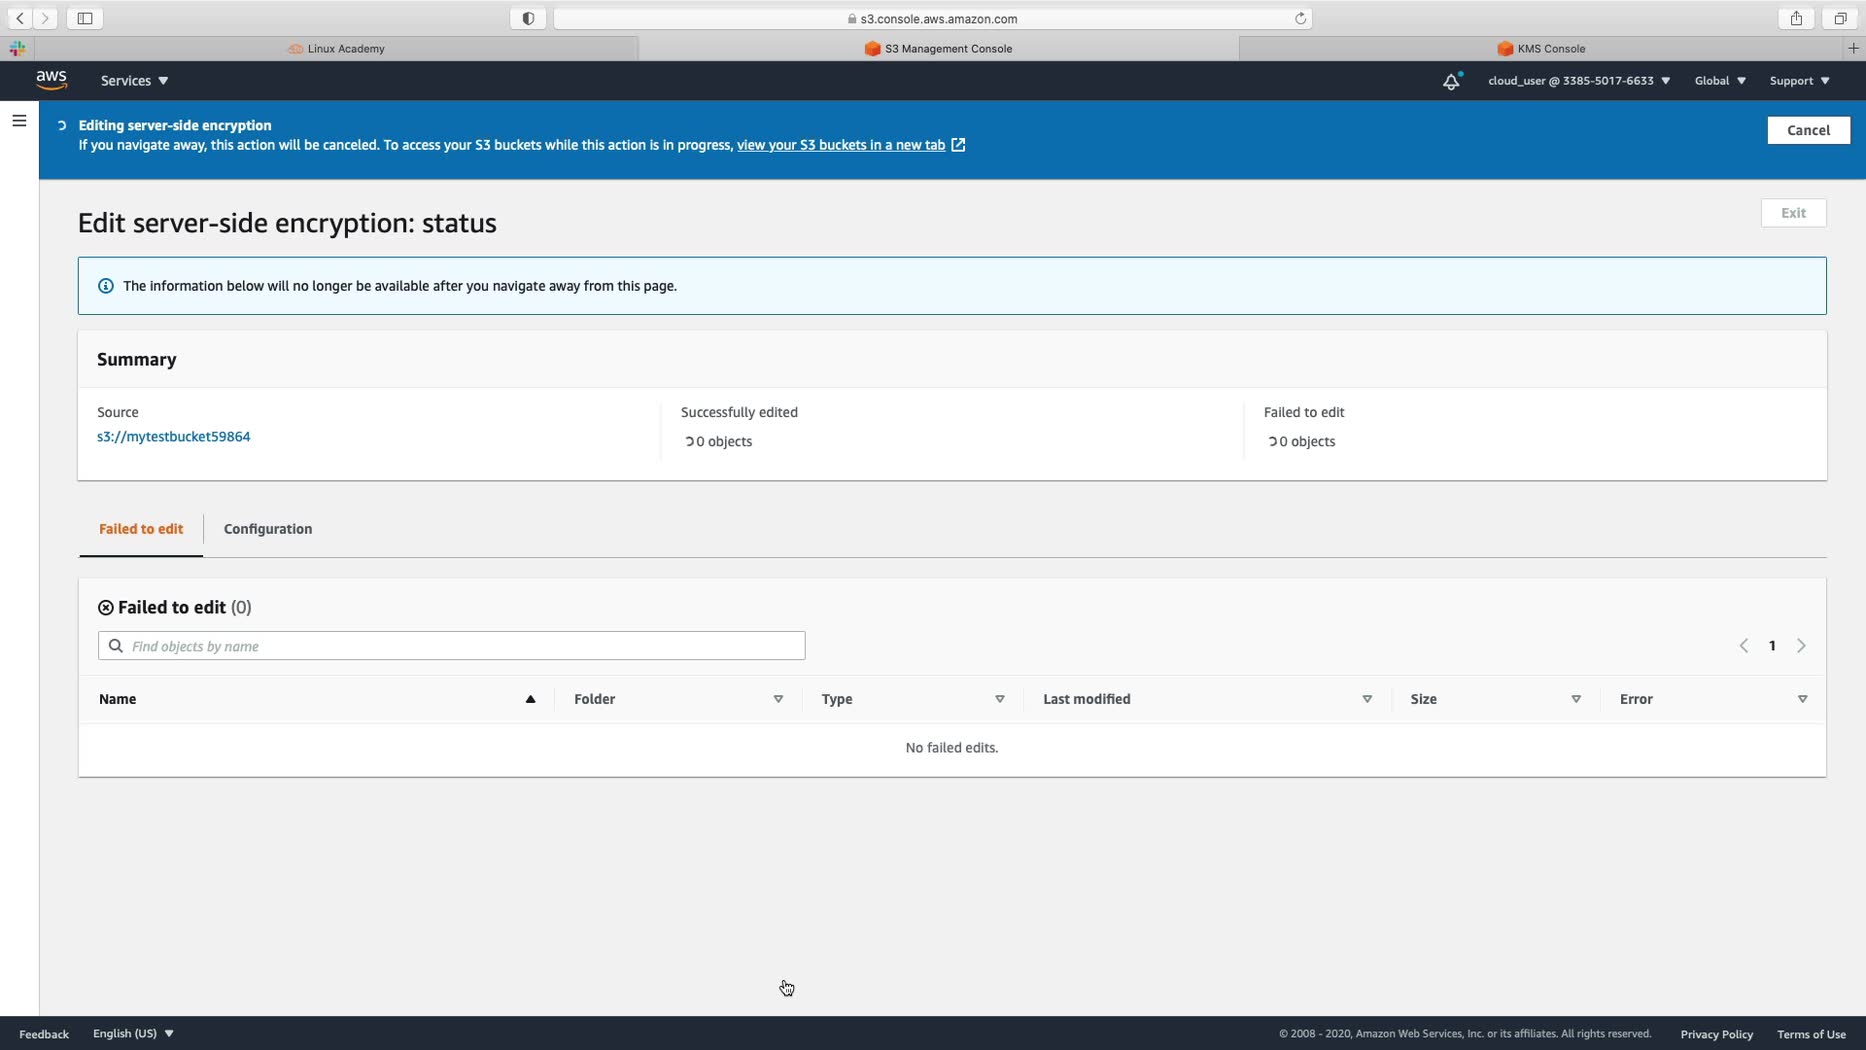 s3.console.aws.amazon.com
Linux Academy
S3 Management Console
KMS Console
aws
Services
cloud_user @ 3385-5017-6633
Global
Support
Editing server-side encryption
If you navigate away, this action will be canceled. To access your S3 buckets while this action is in progress, view your S3 buckets in a new tab
Cancel
Edit server-side encryption: status
Exit
The information below will no longer be available after you navigate away from this page.
Summary
Source
Successfully edited
Failed to edit
s3://mytestbucket59864
0 objects
0 objects
Failed to edit
Configuration
Failed to edit (0)
Find objects by name
1
Name
Folder
Type
Last modified
Size
Error
No failed edits.
Feedback
English (US)
© 2008 - 2020, Amazon Web Services, Inc. or its affiliates. All rights reserved.
Privacy Policy
Terms of Use